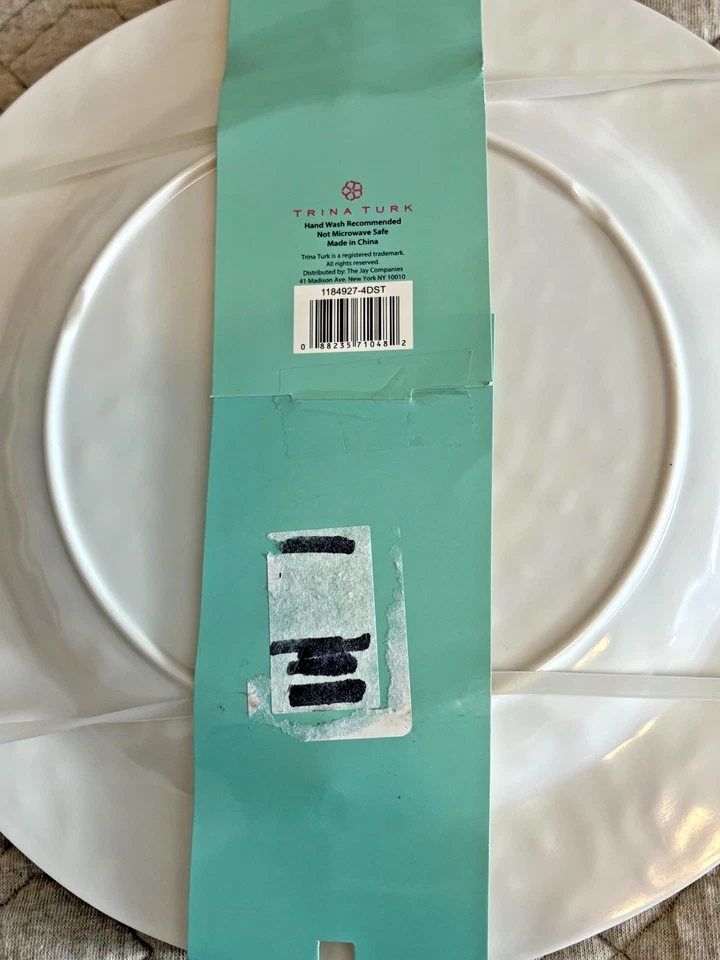 TRINA TURK
Hand Wash Recommended
Not Microwave Safe
Made in China
Trina Turk is a registered trademark.
All rights reserved.
Distributed by: The Jay Companies
41 Madison Ave. New York NY 10010
1184927-4DST
0 88235 71048 2